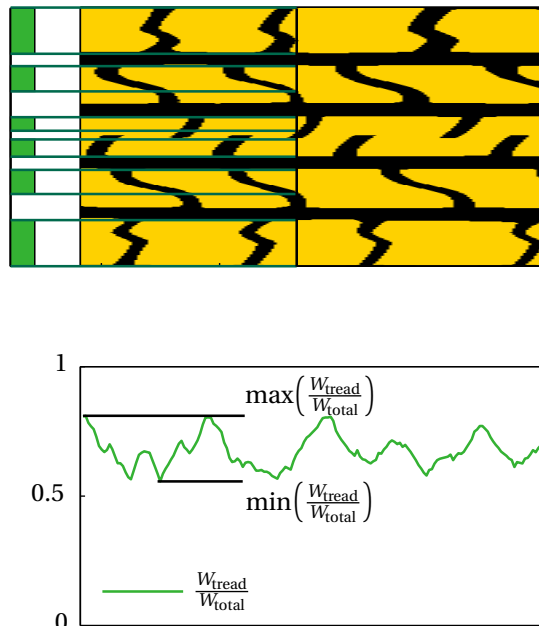 1
max(W_tread/W_total)
0.5
min(W_tread/W_total)
W_tread/W_total
0